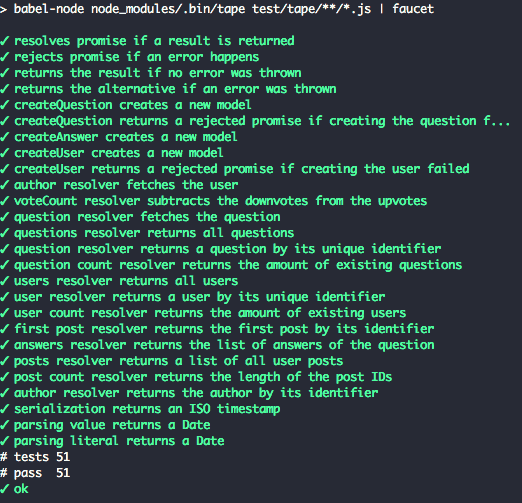 > babel-node node_modules/.bin/tape test/tape/**/*.js | faucet
✓ resolves promise if a result is returned
✓ rejects promise if an error happens
✓ returns the result if no error was thrown
✓ returns the alternative if an error was thrown
✓ createQuestion creates a new model
✓ createQuestion returns a rejected promise if creating the question f...
✓ createAnswer creates a new model
✓ createUser creates a new model
✓ createUser returns a rejected promise if creating the user failed
✓ author resolver fetches the user
✓ voteCount resolver subtracts the downvotes from the upvotes
✓ question resolver fetches the question
✓ questions resolver returns all questions
✓ question resolver returns a question by its unique identifier
✓ question count resolver returns the amount of existing questions
✓ users resolver returns all users
✓ user resolver returns a user by its unique identifier
✓ user count resolver returns the amount of existing users
✓ first post resolver returns the first post by its identifier
✓ answers resolver returns the list of answers of the question
✓ posts resolver returns a list of all user posts
✓ post count resolver returns the length of the post IDs
✓ author resolver returns the author by its identifier
✓ serialization returns an ISO timestamp
✓ parsing value returns a Date
✓ parsing literal returns a Date
# tests 51
# pass  51
✓ ok